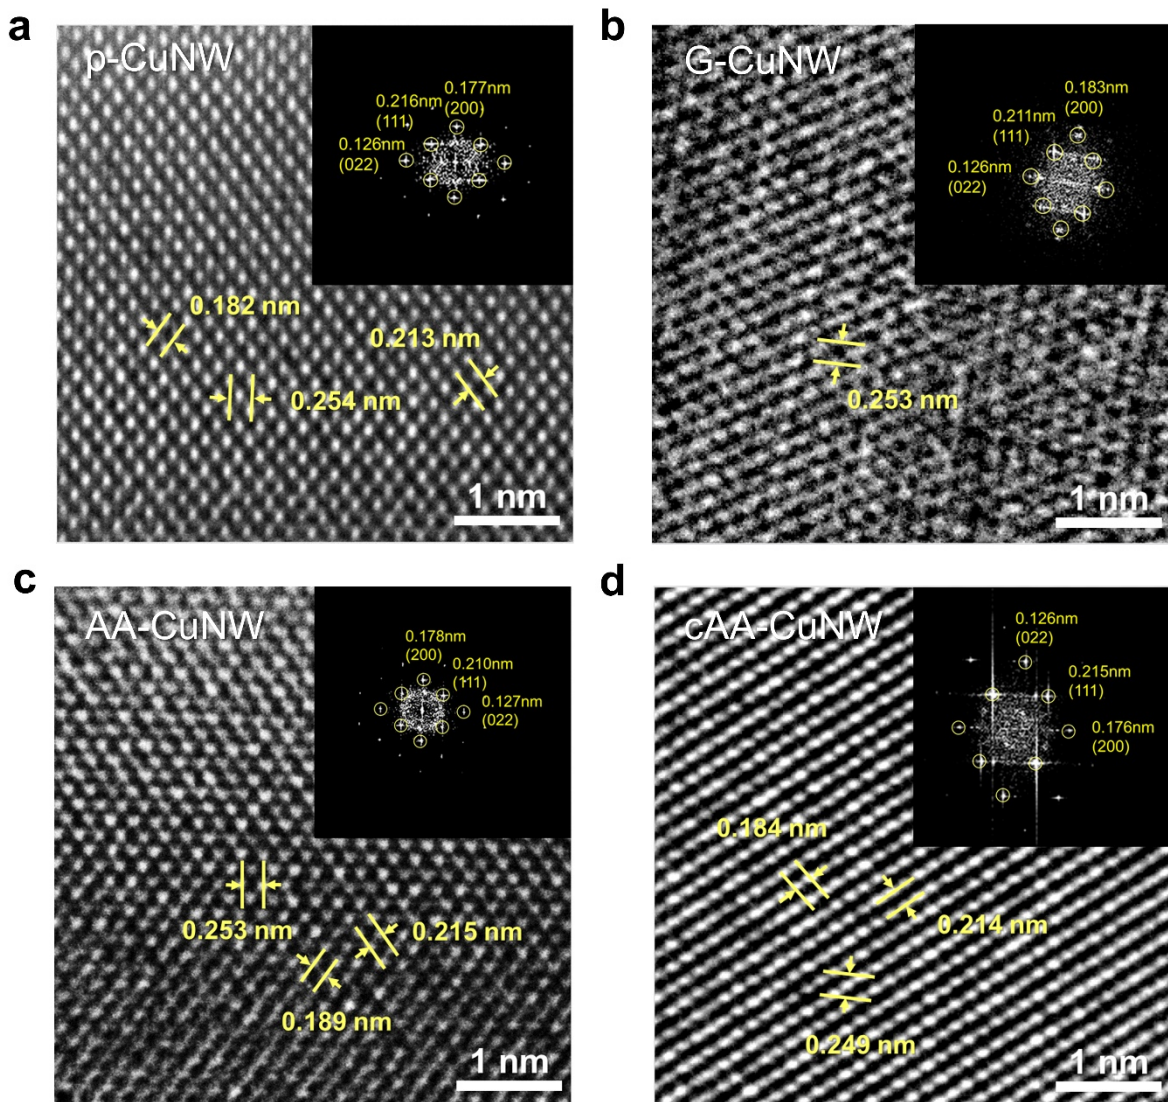 a
p-CuNW
0.177nm
(200)
0.216nm
(111)
0.126nm
(022)
0.182 nm
0.213 nm
0.254 nm
1 nm
b
G-CuNW
0.183nm
(200)
0.211nm
(111)
0.126nm
(022)
0.253 nm
1 nm
c
AA-CuNW
0.178nm
(200)
0.210nm
(111)
0.127nm
(022)
0.253 nm
0.215 nm
0.189 nm
1 nm
d
cAA-CuNW
0.126nm
(022)
0.215nm
(111)
0.176nm
(200)
0.184 nm
0.214 nm
0.249 nm
1 nm